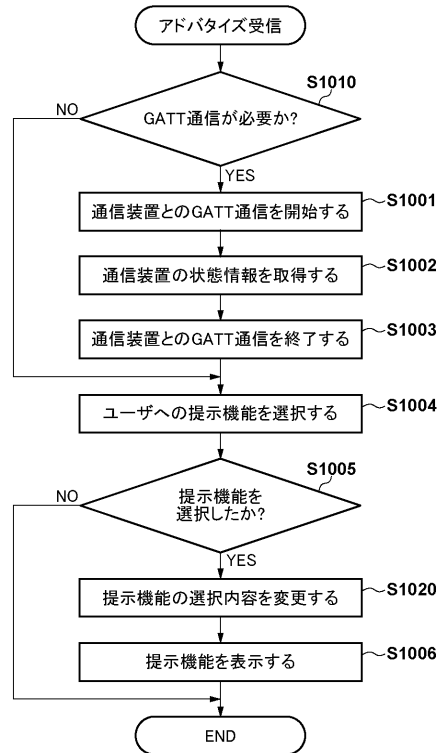 アドバタイズ受信
S1010
GATT通信が必要か?
NO
YES
通信装置とのGATT通信を開始する
S1001
通信装置の状態情報を取得する
S1002
通信装置とのGATT通信を終了する
S1003
ユーザへの提示機能を選択する
S1004
S1005
提示機能を
選択したか?
NO
YES
提示機能の選択内容を変更する
S1020
提示機能を表示する
S1006
END